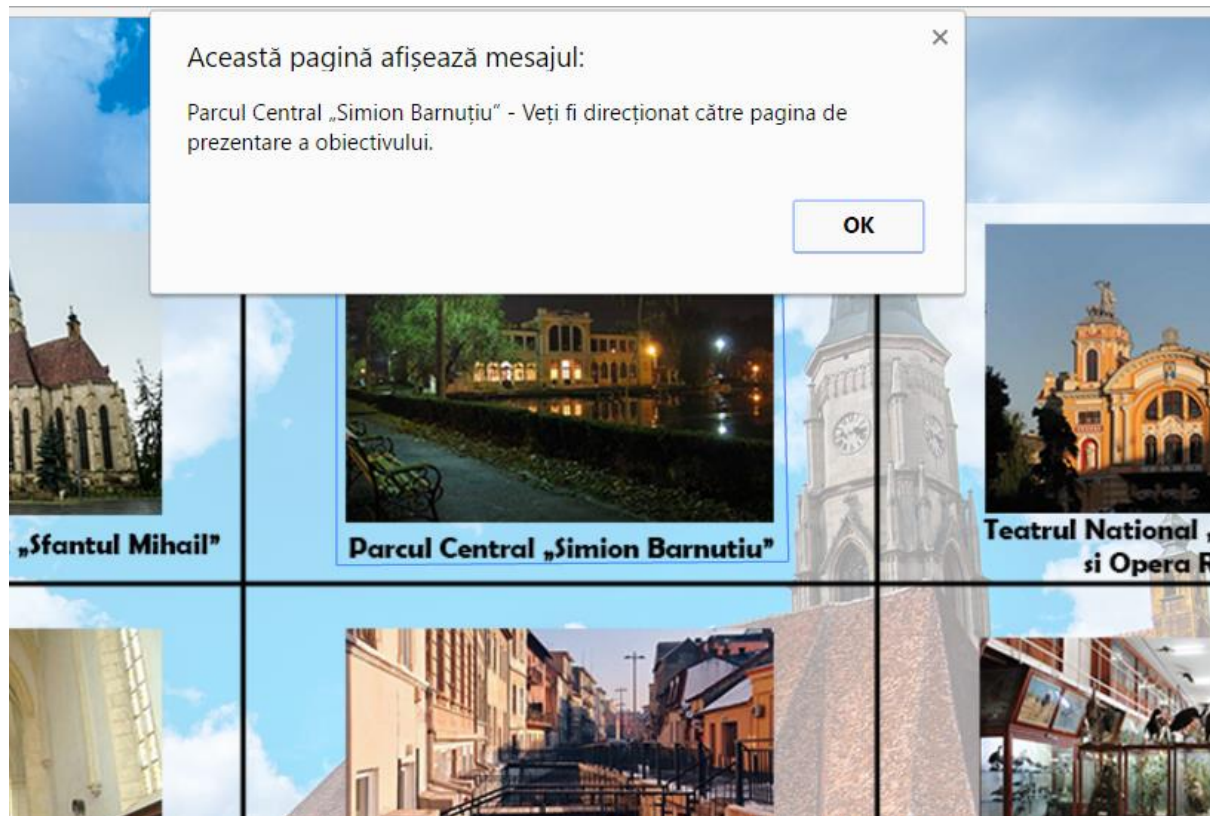 Această pagină afișează mesajul:
Parcul Central „Simion Barnuțiu” - Veți fi direcționat către pagina de
prezentare a obiectivului.
OK
„Sfantul Mihail”
Parcul Central „Simion Barnutiu”
Teatrul National „
si Opera R